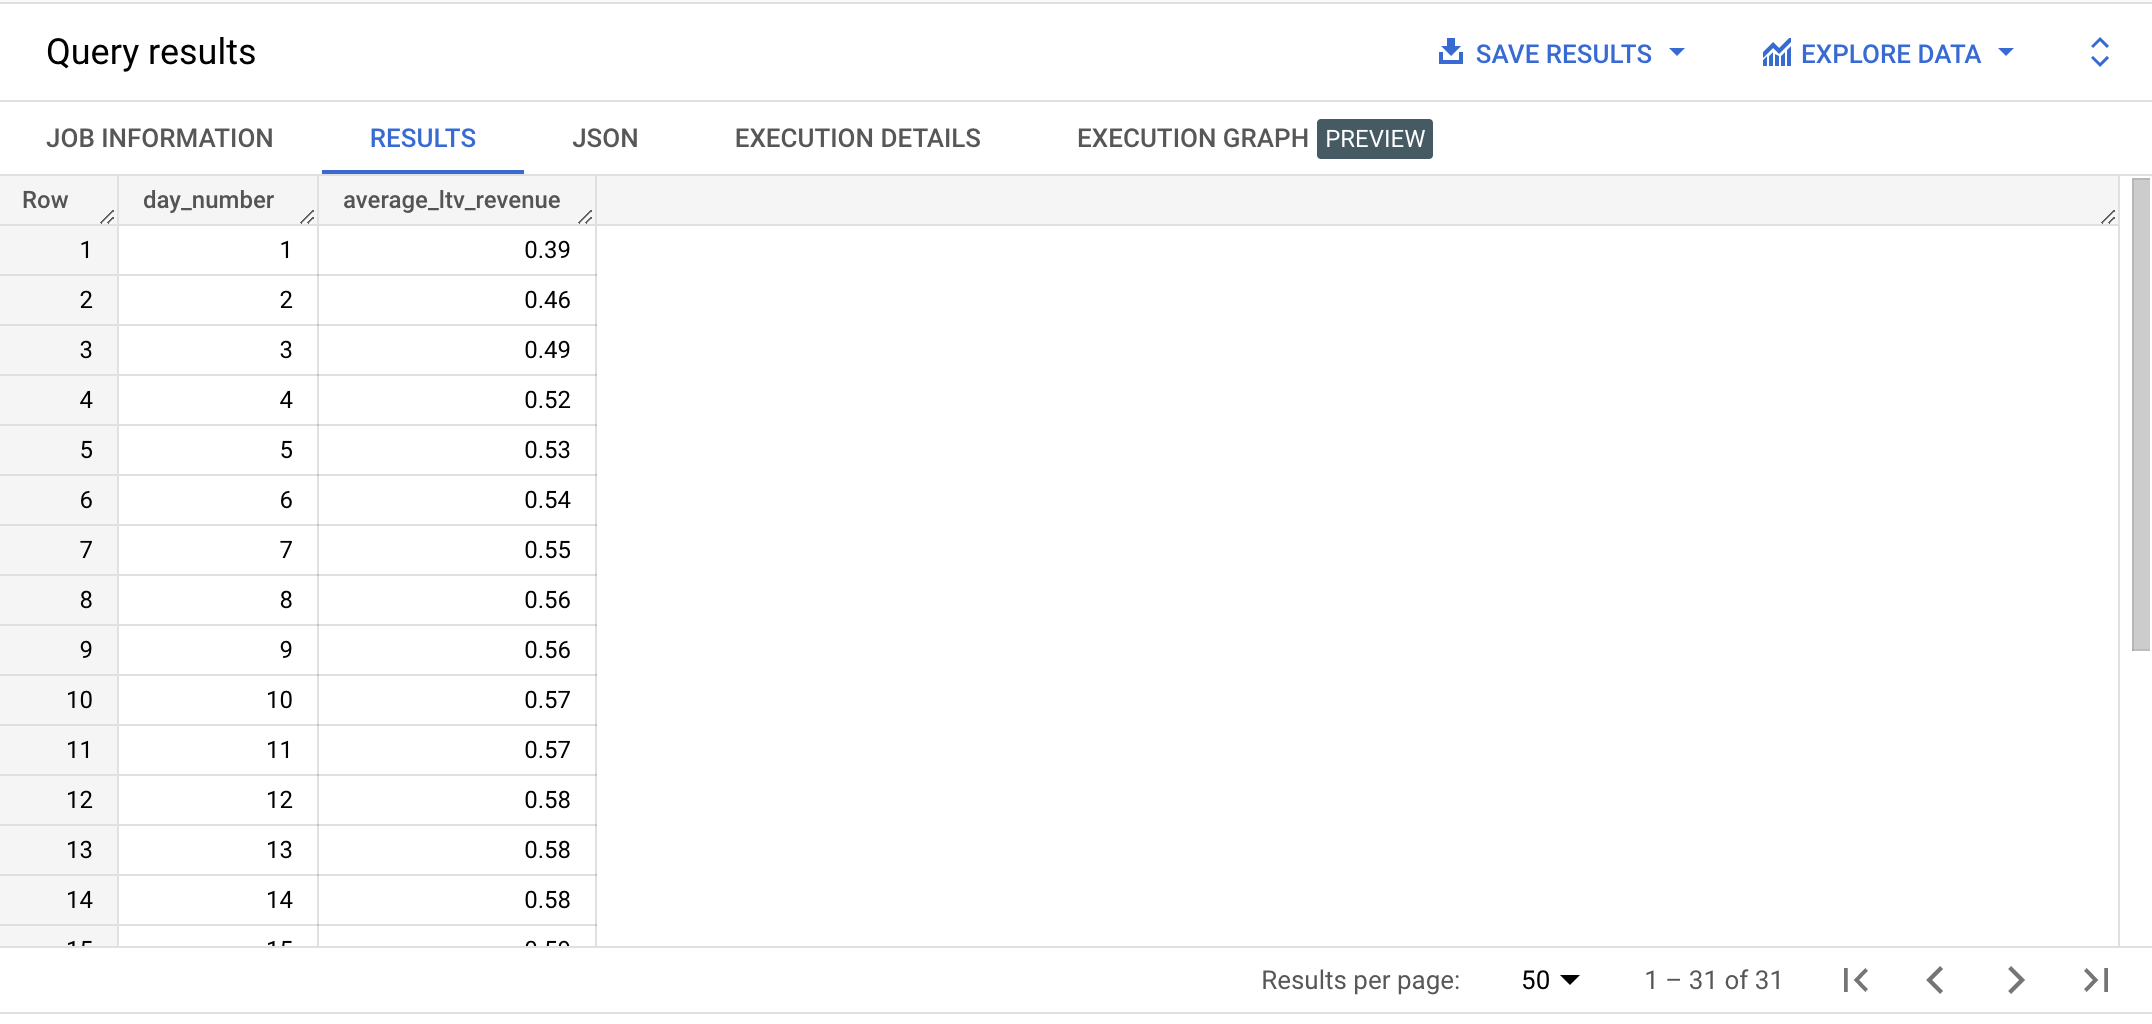 Query results
SAVE RESULTS
EXPLORE DATA
JOB INFORMATION RESULTS JSON EXECUTION DETAILS EXECUTION GRAPH PREVIEW
Row day_number average_ltv_revenue
1 1 0.39
2 2 0.46
3 3 0.49
4 4 0.52
5 5 0.53
6 6 0.54
7 7 0.55
8 8 0.56
9 9 0.56
10 10 0.57
11 11 0.57
12 12 0.58
13 13 0.58
14 14 0.58
15 15 0.59
Results per page: 50 1 – 31 of 31